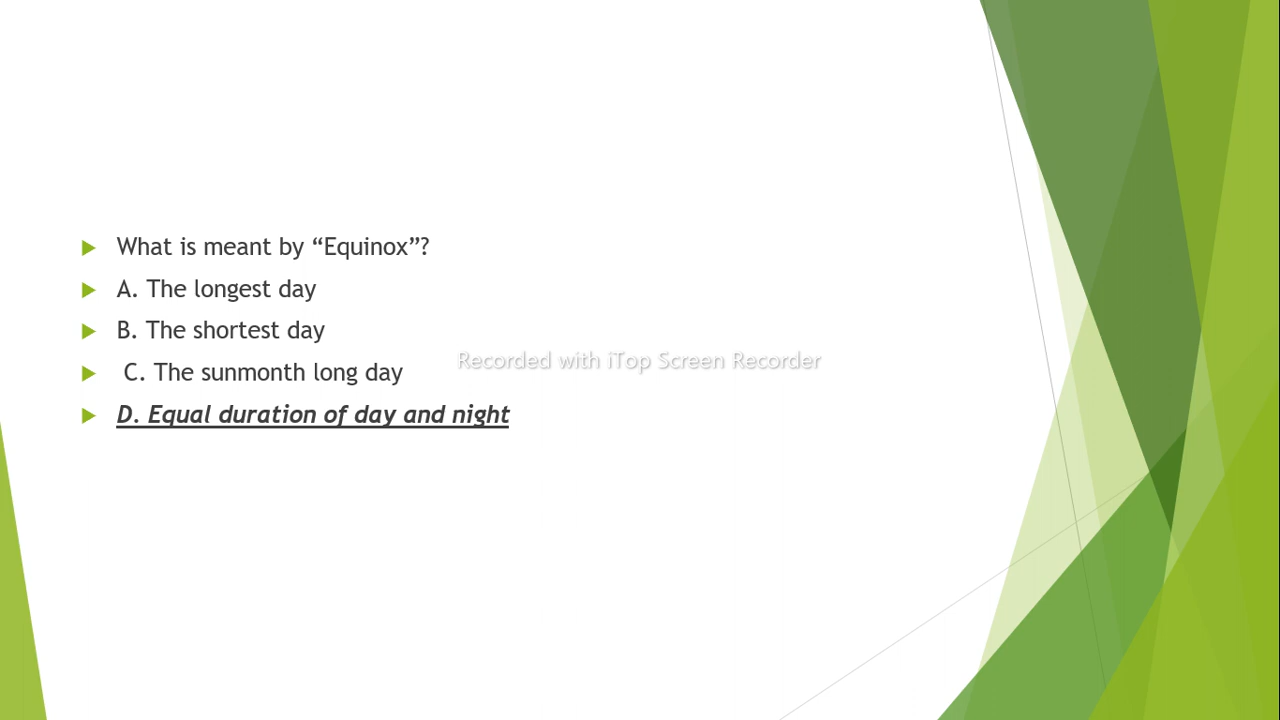 What is meant by “Equinox”?
A. The longest day
B. The shortest day
Recorded with iTop Screen Recorder
C. The sunmonth long day
D. Equal duration of day and night